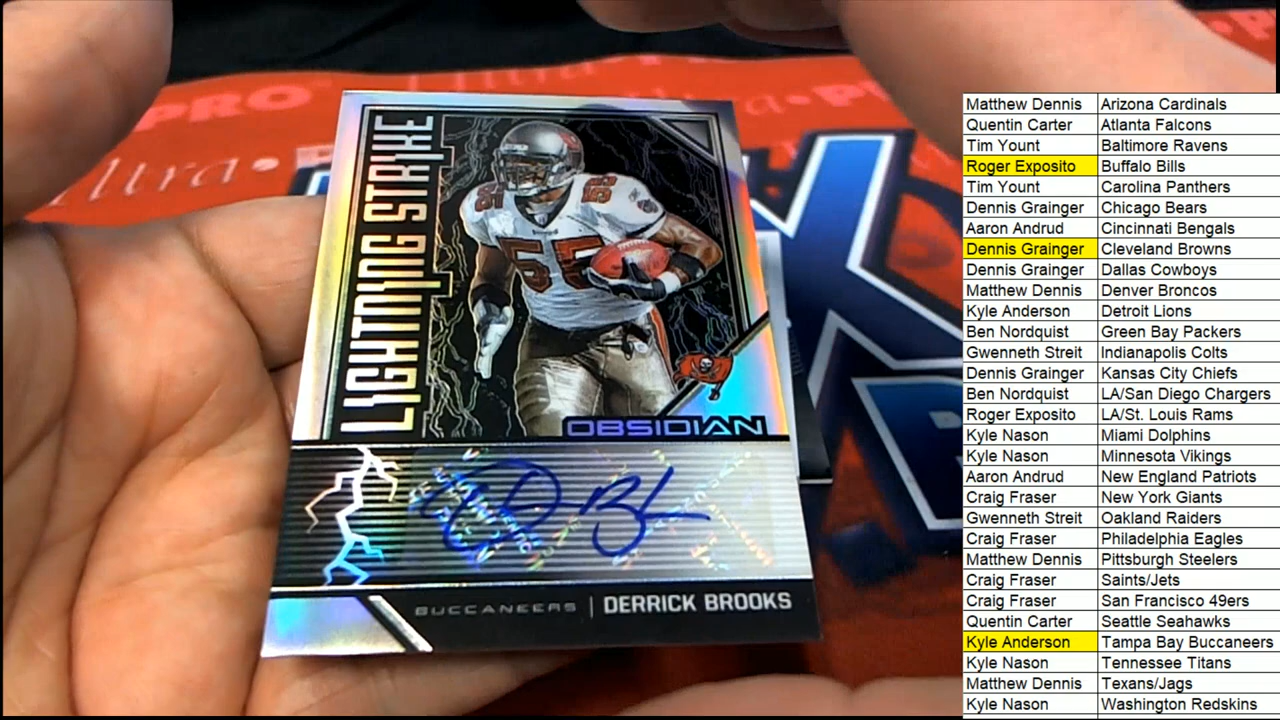 PRO
Ultra
LIGHTNING STRIKE
55
OBSIDIAN
BUCCANEERS | DERRICK BROOKS
Matthew Dennis Arizona Cardinals
Quentin Carter Atlanta Falcons
Tim Yount Baltimore Ravens
Roger Exposito Buffalo Bills
Tim Yount Carolina Panthers
Dennis Grainger Chicago Bears
Aaron Andrud Cincinnati Bengals
Dennis Grainger Cleveland Browns
Dennis Grainger Dallas Cowboys
Matthew Dennis Denver Broncos
Kyle Anderson Detroit Lions
Ben Nordquist Green Bay Packers
Gwenneth Streit Indianapolis Colts
Dennis Grainger Kansas City Chiefs
Ben Nordquist LA/San Diego Chargers
Roger Exposito LA/St. Louis Rams
Kyle Nason Miami Dolphins
Kyle Nason Minnesota Vikings
Aaron Andrud New England Patriots
Craig Fraser New York Giants
Gwenneth Streit Oakland Raiders
Craig Fraser Philadelphia Eagles
Matthew Dennis Pittsburgh Steelers
Craig Fraser Saints/Jets
Craig Fraser San Francisco 49ers
Quentin Carter Seattle Seahawks
Kyle Anderson Tampa Bay Buccaneers
Kyle Nason Tennessee Titans
Matthew Dennis Texans/Jags
Kyle Nason Washington Redskins